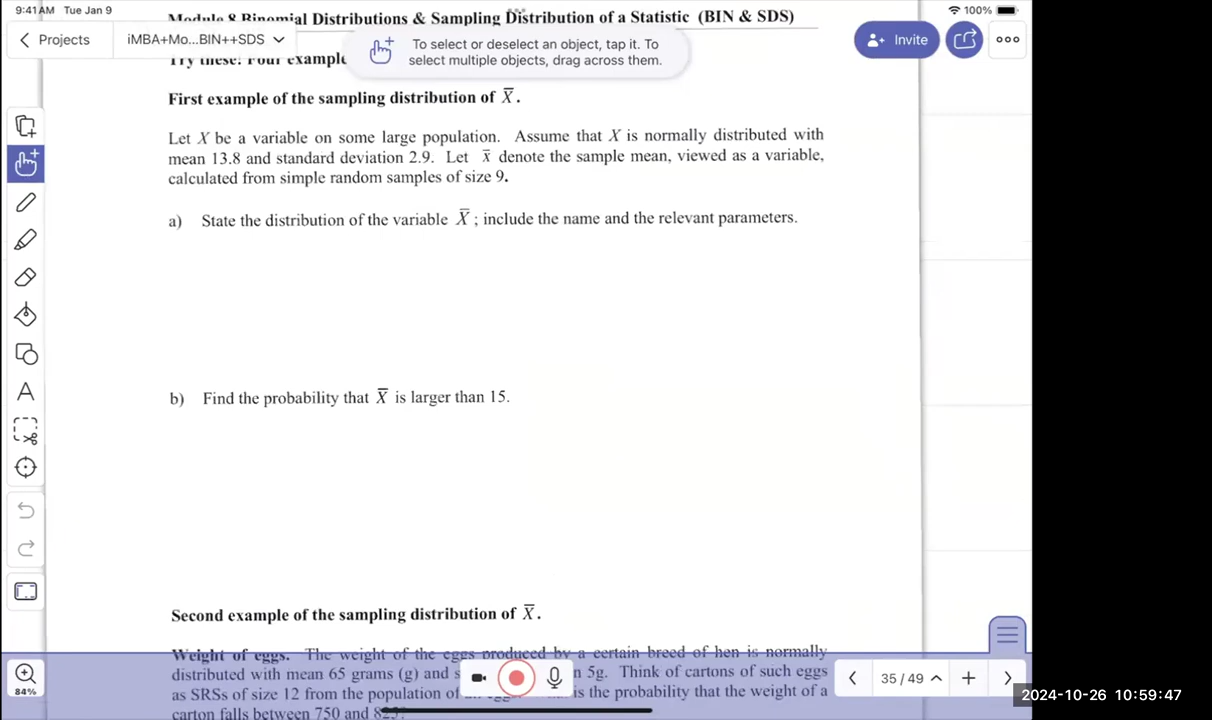 9:41 AM Tue Jan 9
100%
Module 8 Binomial Distributions & Sampling Distribution of a Statistic (BIN & SDS)
Projects
iMBA+Mo...BIN++SDS
To select or deselect an object, tap it. To
select multiple objects, drag across them.
Invite
Try these! Four example
First example of the sampling distribution of X̅.
Let X be a variable on some large population. Assume that X is normally distributed with
mean 13.8 and standard deviation 2.9. Let x̅ denote the sample mean, viewed as a variable,
calculated from simple random samples of size 9.
a) State the distribution of the variable X̅; include the name and the relevant parameters.
b) Find the probability that X̅ is larger than 15.
Second example of the sampling distribution of X̅.
Weight of eggs. The weight of the eggs produced by a certain breed of hen is normally
distributed with mean 65 grams (g) and s n 5g. Think of cartons of such eggs
as SRSs of size 12 from the population of is the probability that the weight of a
carton falls between 750 and
84%
35 / 49
2024-10-26 10:59:47